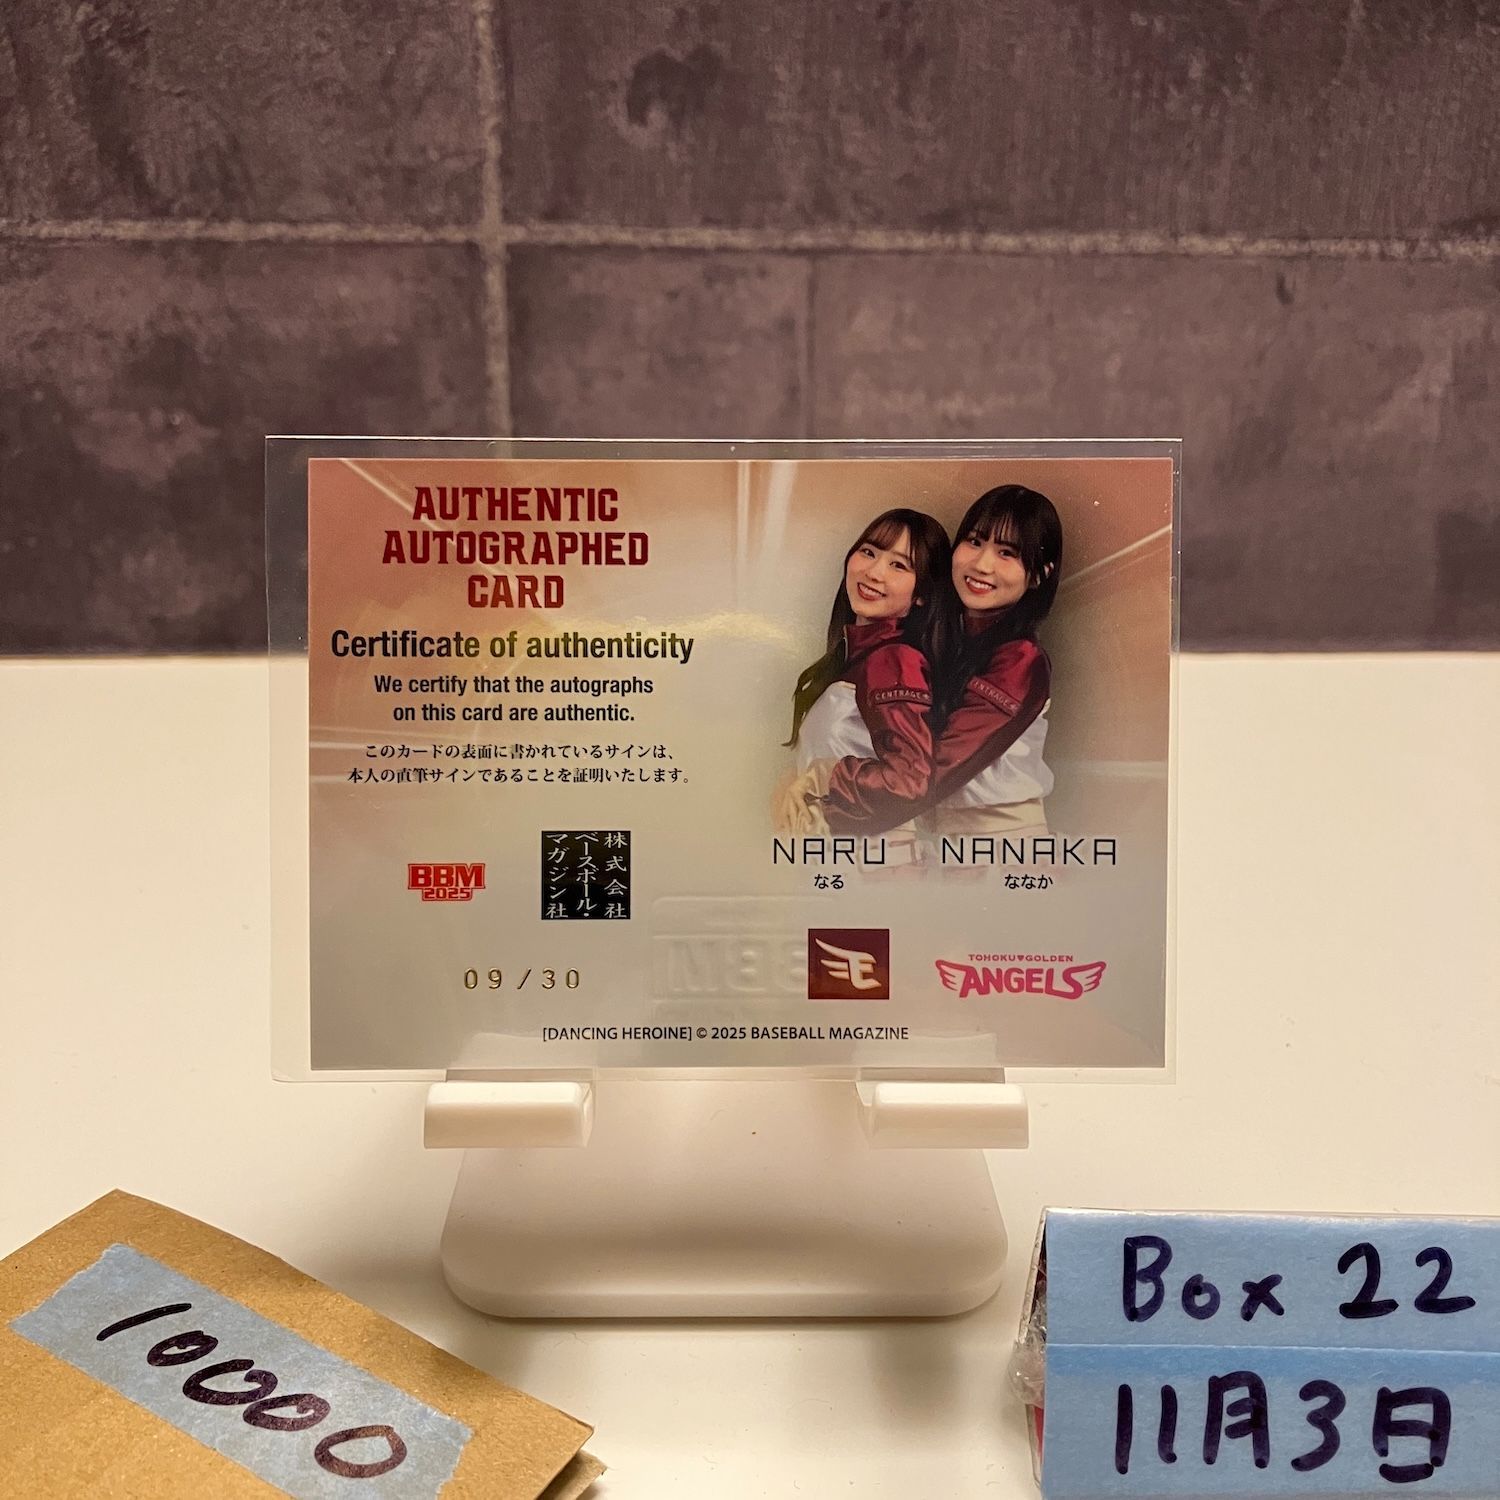 AUTHENTIC
AUTOGRAPHED
CARD
Certificate of authenticity
We certify that the autographs
on this card are authentic.
このカードの表面に書かれているサインは、
本人の直筆サインであることを証明いたします。
CENTRAGE
CENTRAGE
NARU NANAKA
なる ななか
BBM
2025
株式会社
ベースボール・
マガジン社
BBM
09/30
E
TOHOKU♥GOLDEN
ANGELS
[DANCING HEROINE] © 2025 BASEBALL MAGAZINE
10000
Box 22
11月3日